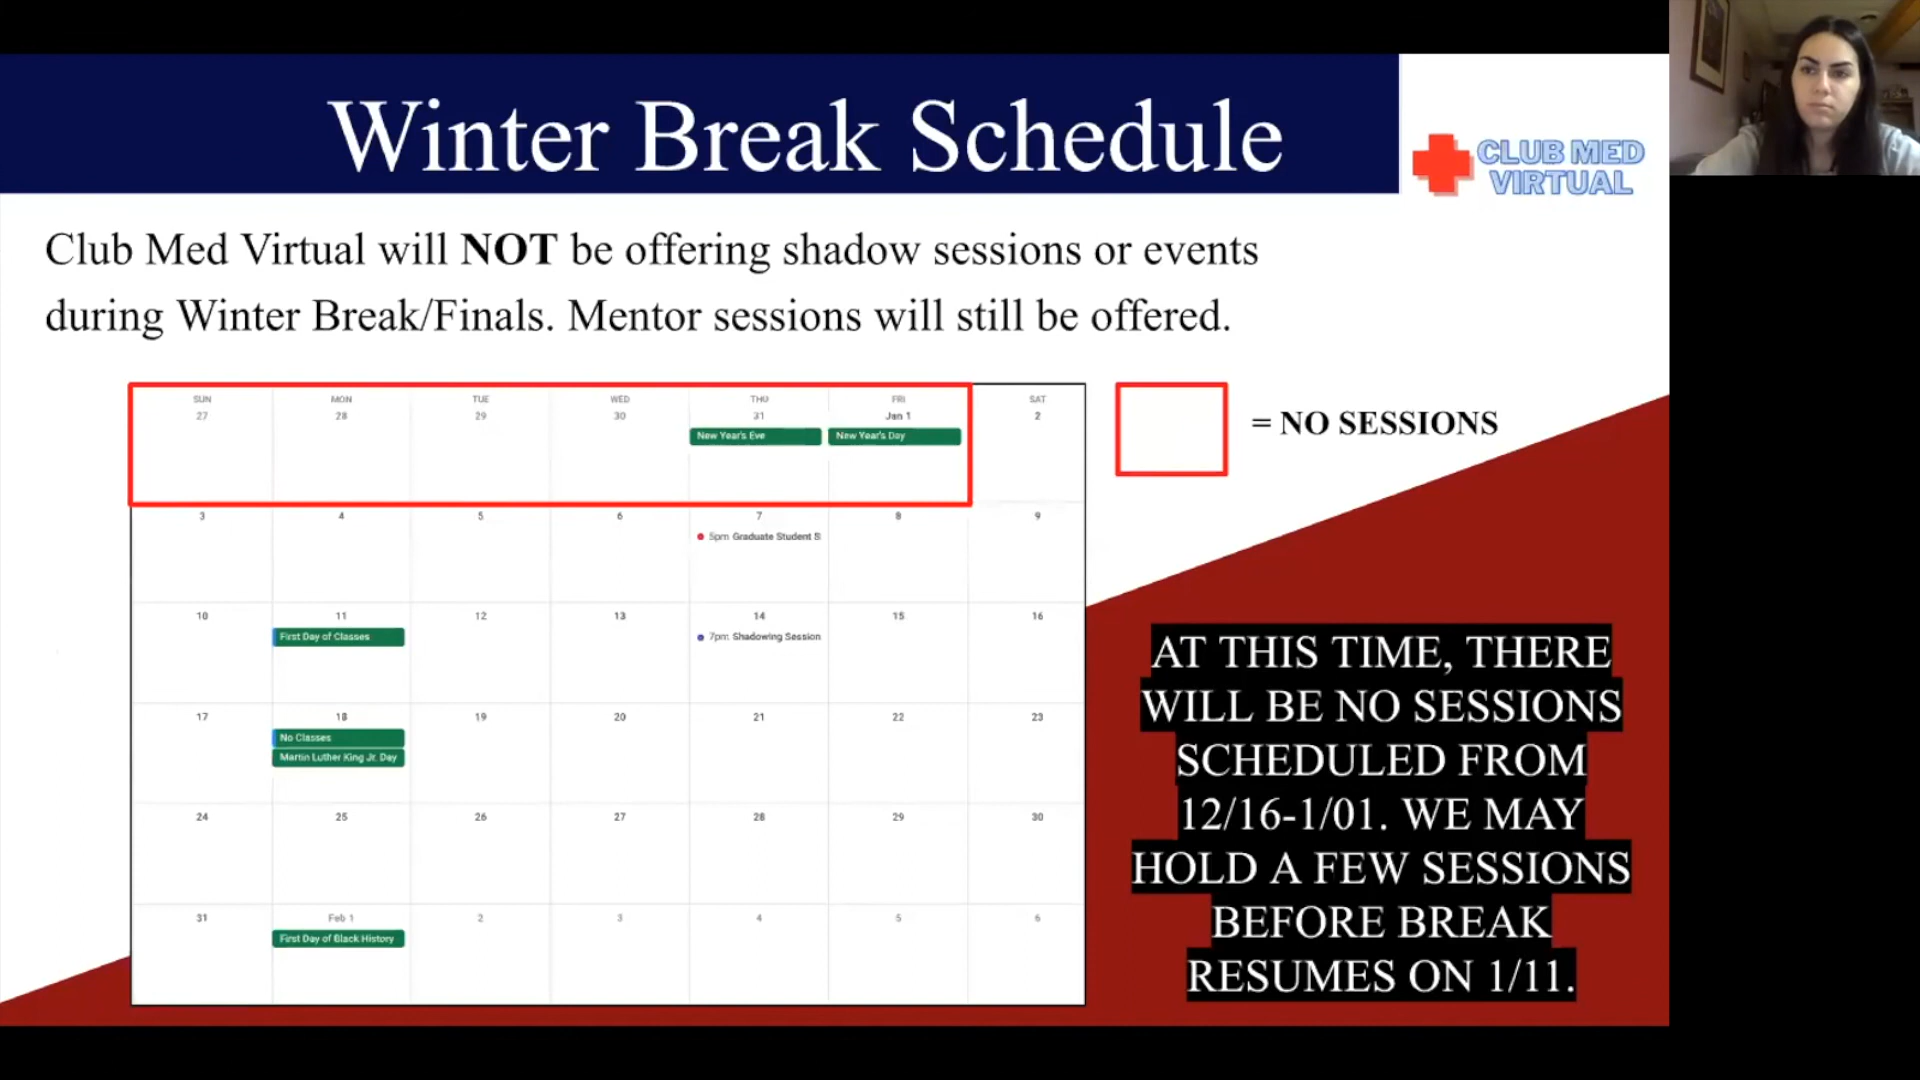 Winter Break Schedule
CLUB MED
VIRTUAL
Club Med Virtual will NOT be offering shadow sessions or events
during Winter Break/Finals. Mentor sessions will still be offered.
SUN MON TUE WED THU FRI SAT
27 28 29 30 31 Jan 1 2
New Year's Eve New Year's Day
3 4 5 6 7 8 9
5pm Graduate Student S
10 11 12 13 14 15 16
First Day of Classes 7pm Shadowing Session
17 18 19 20 21 22 23
No Classes
Martin Luther King Jr. Day
24 25 26 27 28 29 30
31 Feb 1 2 3 4 5 6
First Day of Black History
= NO SESSIONS
AT THIS TIME, THERE
WILL BE NO SESSIONS
SCHEDULED FROM
12/16-1/01. WE MAY
HOLD A FEW SESSIONS
BEFORE BREAK
RESUMES ON 1/11.